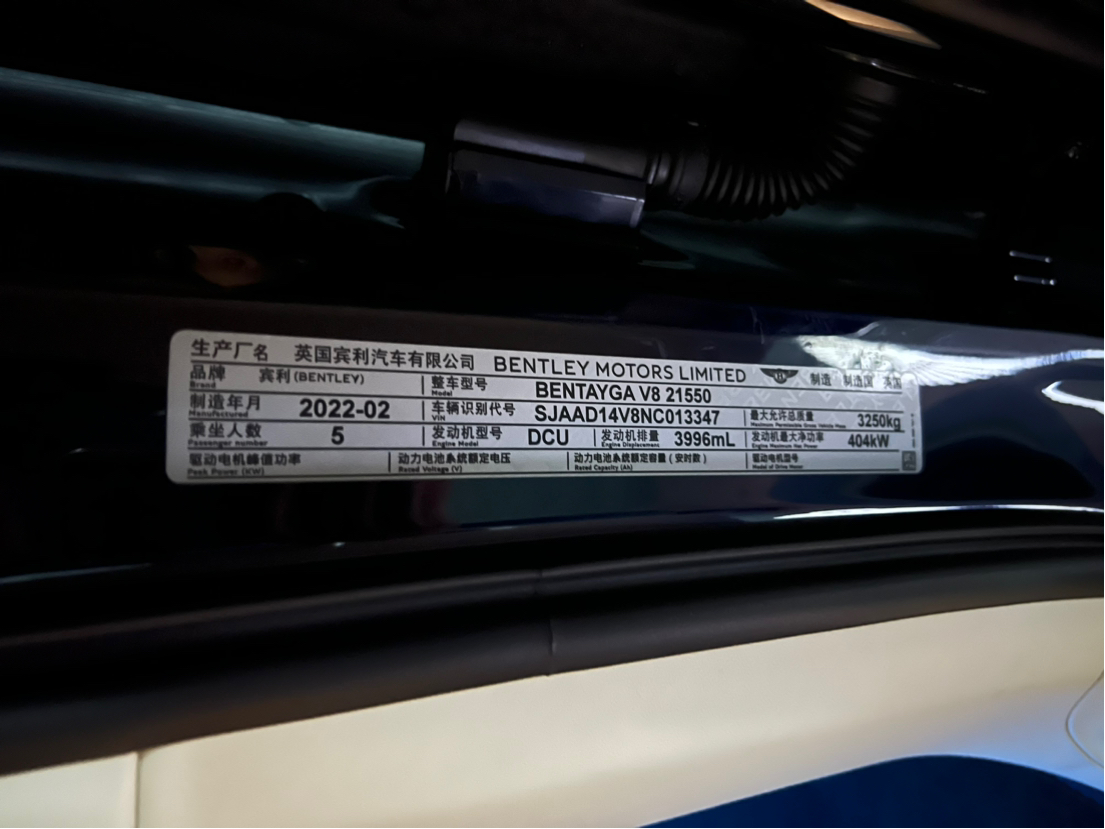 生产厂名 英国宾利汽车有限公司 BENTLEY MOTORS LIMITED 制造 制造国 英国
品牌 宾利(BENTLEY) 整车型号 BENTAYGA V8 21550
Brand Model
制造年月 2022-02 车辆识别代号 SJAAD14V8NC013347 最大允许总质量 3250kg
Manufactured VIN Maximum Permissible Gross Vehicle Mass
乘坐人数 5 发动机型号 DCU 发动机排量 3996mL 发动机最大净功率 404kW
Passenger number Engine Model Engine Displacement Engine Maximum Net Power
驱动电机峰值功率 动力电池系统额定电压 动力电池系统额定容量(安时数) 驱动电机型号
Peak Power (KW) Rated Voltage (V) Rated Capacity (Ah) Model of Drive Motor